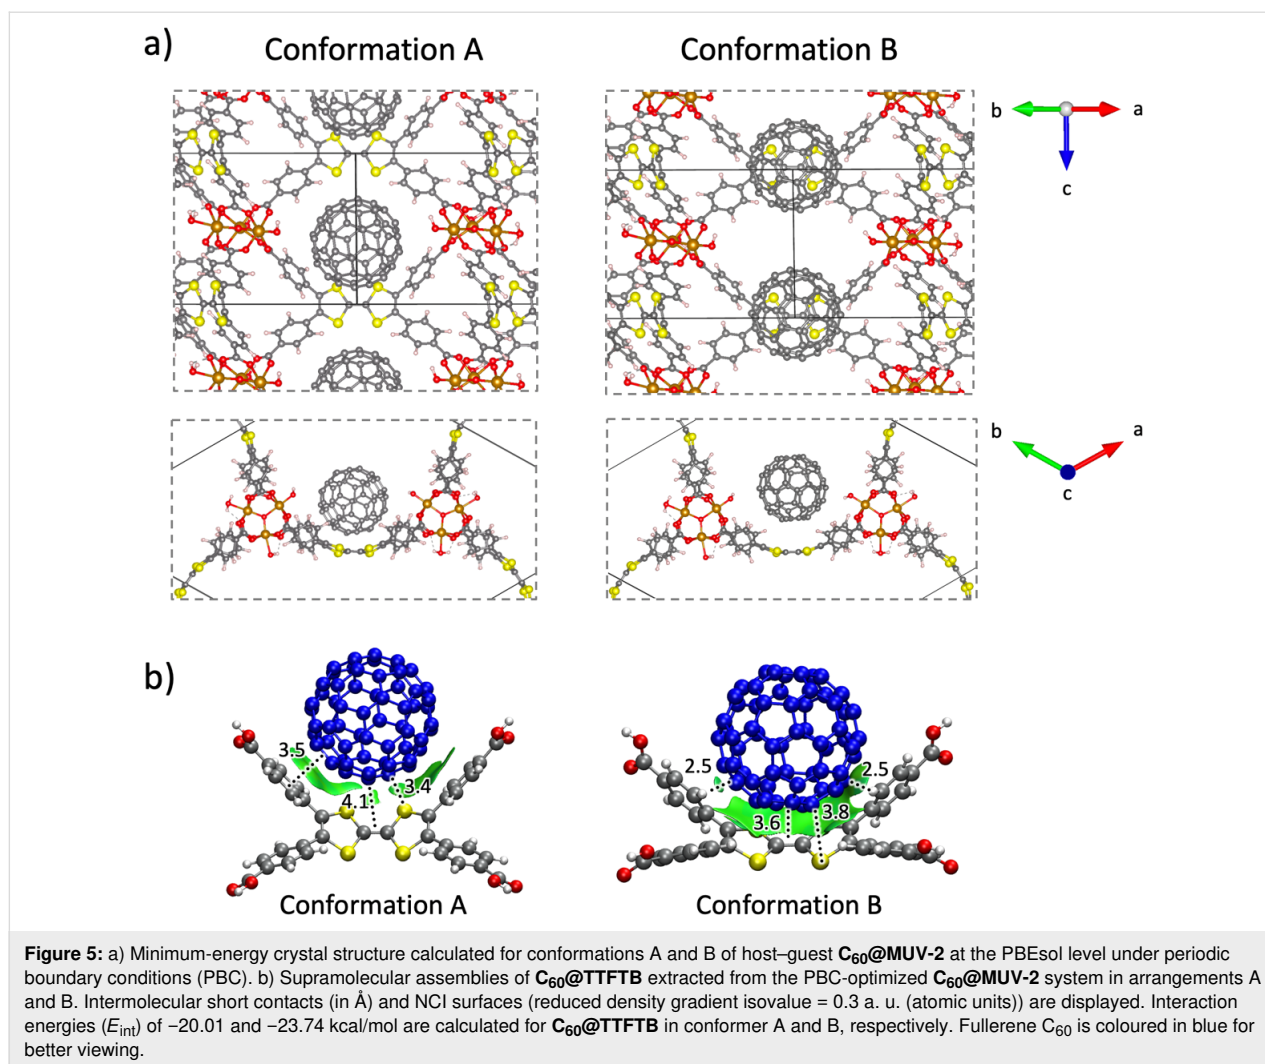 a)
Conformation A
Conformation B
b
a
c
b
a
c
b)
3.5
4.1
3.4
2.5
2.5
3.6
3.8
Conformation A
Conformation B
Figure 5: a) Minimum-energy crystal structure calculated for conformations A and B of host–guest C₆₀@MUV-2 at the PBEsol level under periodic
boundary conditions (PBC). b) Supramolecular assemblies of C₆₀@TTFTB extracted from the PBC-optimized C₆₀@MUV-2 system in arrangements A
and B. Intermolecular short contacts (in Å) and NCI surfaces (reduced density gradient isovalue = 0.3 a. u. (atomic units)) are displayed. Interaction
energies (Eint) of −20.01 and −23.74 kcal/mol are calculated for C₆₀@TTFTB in conformer A and B, respectively. Fullerene C₆₀ is coloured in blue for
better viewing.